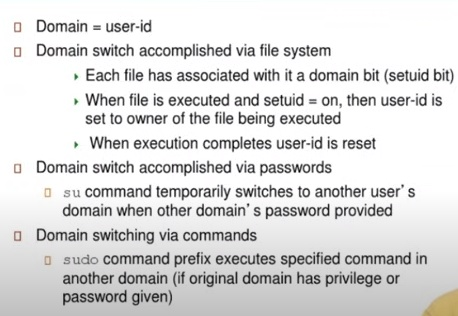 Domain = user-id
Domain switch accomplished via file system
Each file has associated with it a domain bit (setuid bit)
When file is executed and setuid = on, then user-id is
set to owner of the file being executed
When execution completes user-id is reset
Domain switch accomplished via passwords
su command temporarily switches to another user's
domain when other domain's password provided
Domain switching via commands
sudo command prefix executes specified command in
another domain (if original domain has privilege or
password given)